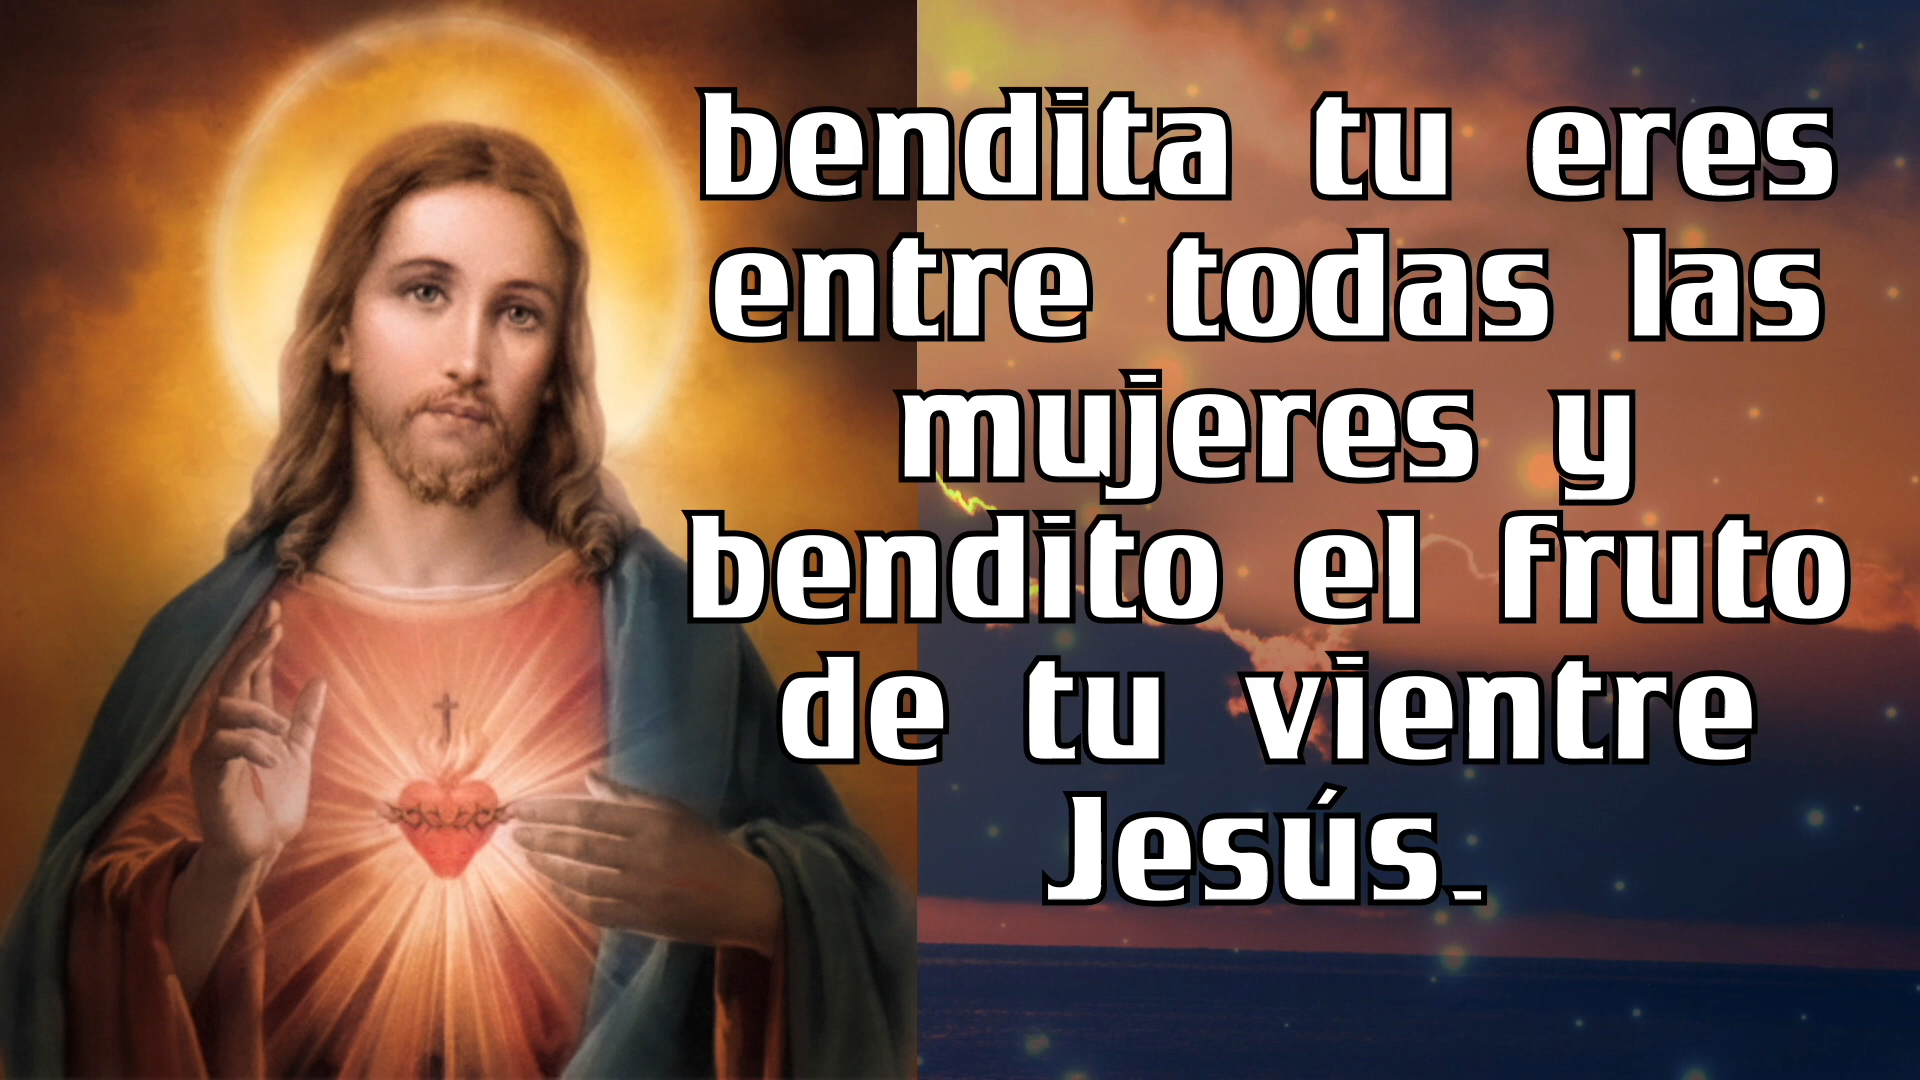 bendita tu eres
entre todas las
mujeres y
bendito el fruto
de tu vientre
Jesús.